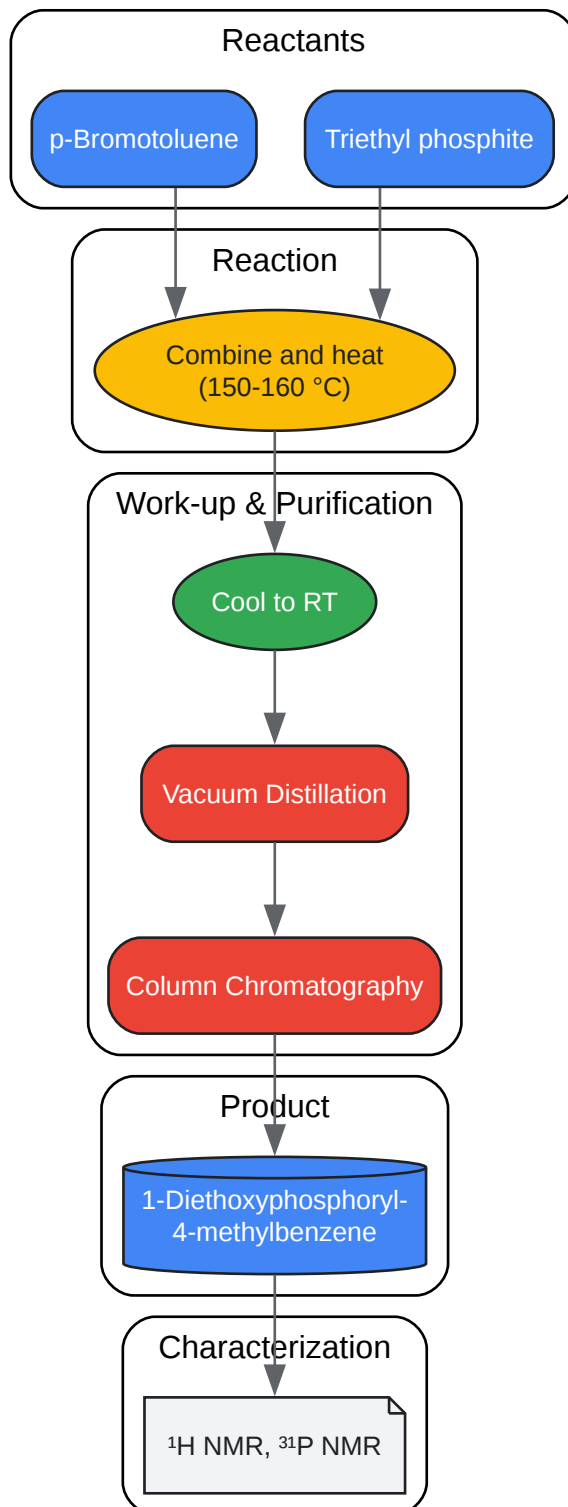 Reactants
p-Bromotoluene
Triethyl phosphite
Reaction
Combine and heat
(150-160 °C)
Work-up & Purification
Cool to RT
Vacuum Distillation
Column Chromatography
Product
1-Diethoxyphosphoryl-
4-methylbenzene
Characterization
¹H NMR, ³¹P NMR